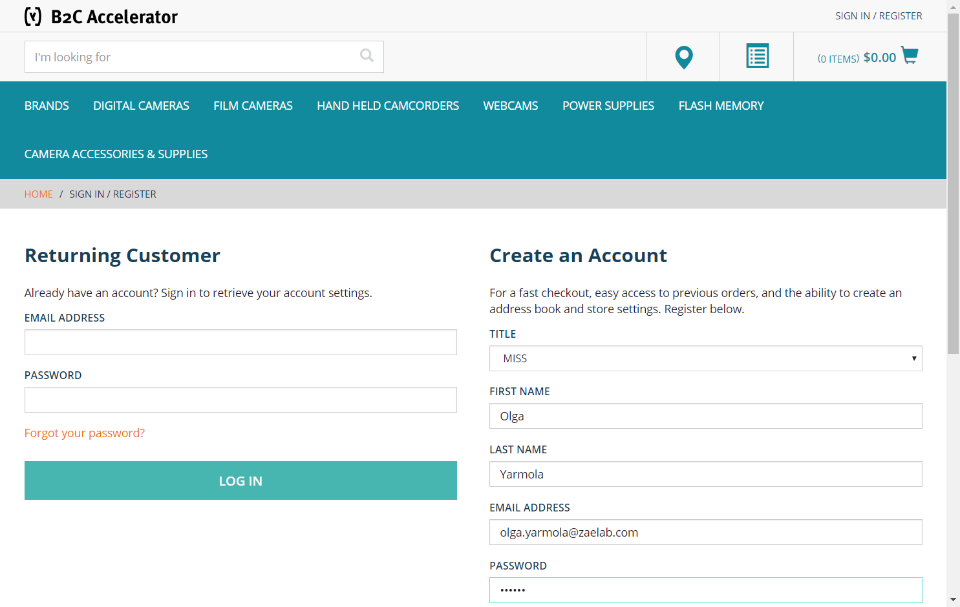 (y) B2C Accelerator
SIGN IN / REGISTER
I'm looking for
(0 ITEMS) $0.00
BRANDS DIGITAL CAMERAS FILM CAMERAS HAND HELD CAMCORDERS WEBCAMS POWER SUPPLIES FLASH MEMORY
CAMERA ACCESSORIES & SUPPLIES
HOME / SIGN IN / REGISTER
Returning Customer
Already have an account? Sign in to retrieve your account settings.
EMAIL ADDRESS
PASSWORD
Forgot your password?
LOG IN
Create an Account
For a fast checkout, easy access to previous orders, and the ability to create an
address book and store settings. Register below.
TITLE
MISS
FIRST NAME
Olga
LAST NAME
Yarmola
EMAIL ADDRESS
olga.yarmola@zaelab.com
PASSWORD
••••••